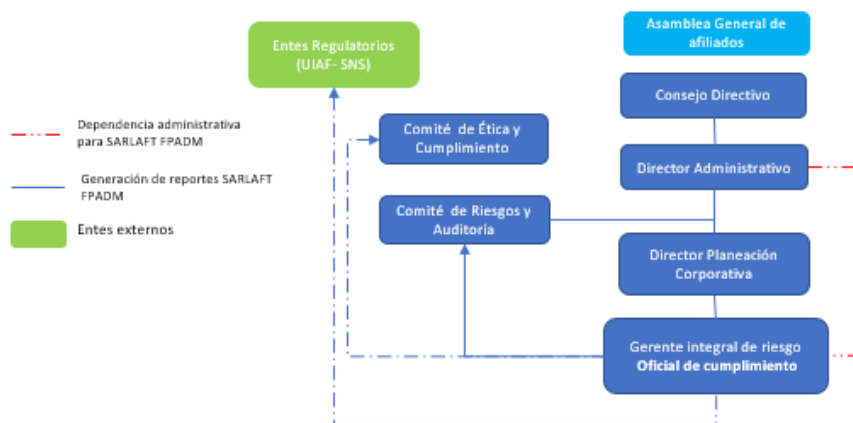 Entes Regulatorios
(UIAF- SNS)
Asamblea General de
afiliados
Consejo Directivo
Dependencia administrativa
para SARLAFT FPADM
Comité de Ética y
Cumplimiento
Director Administrativo
Generación de reportes SARLAFT
FPADM
Comité de Riesgos y
Auditoría
Entes externos
Director Planeación
Corporativa
Gerente integral de riesgo
Oficial de cumplimiento